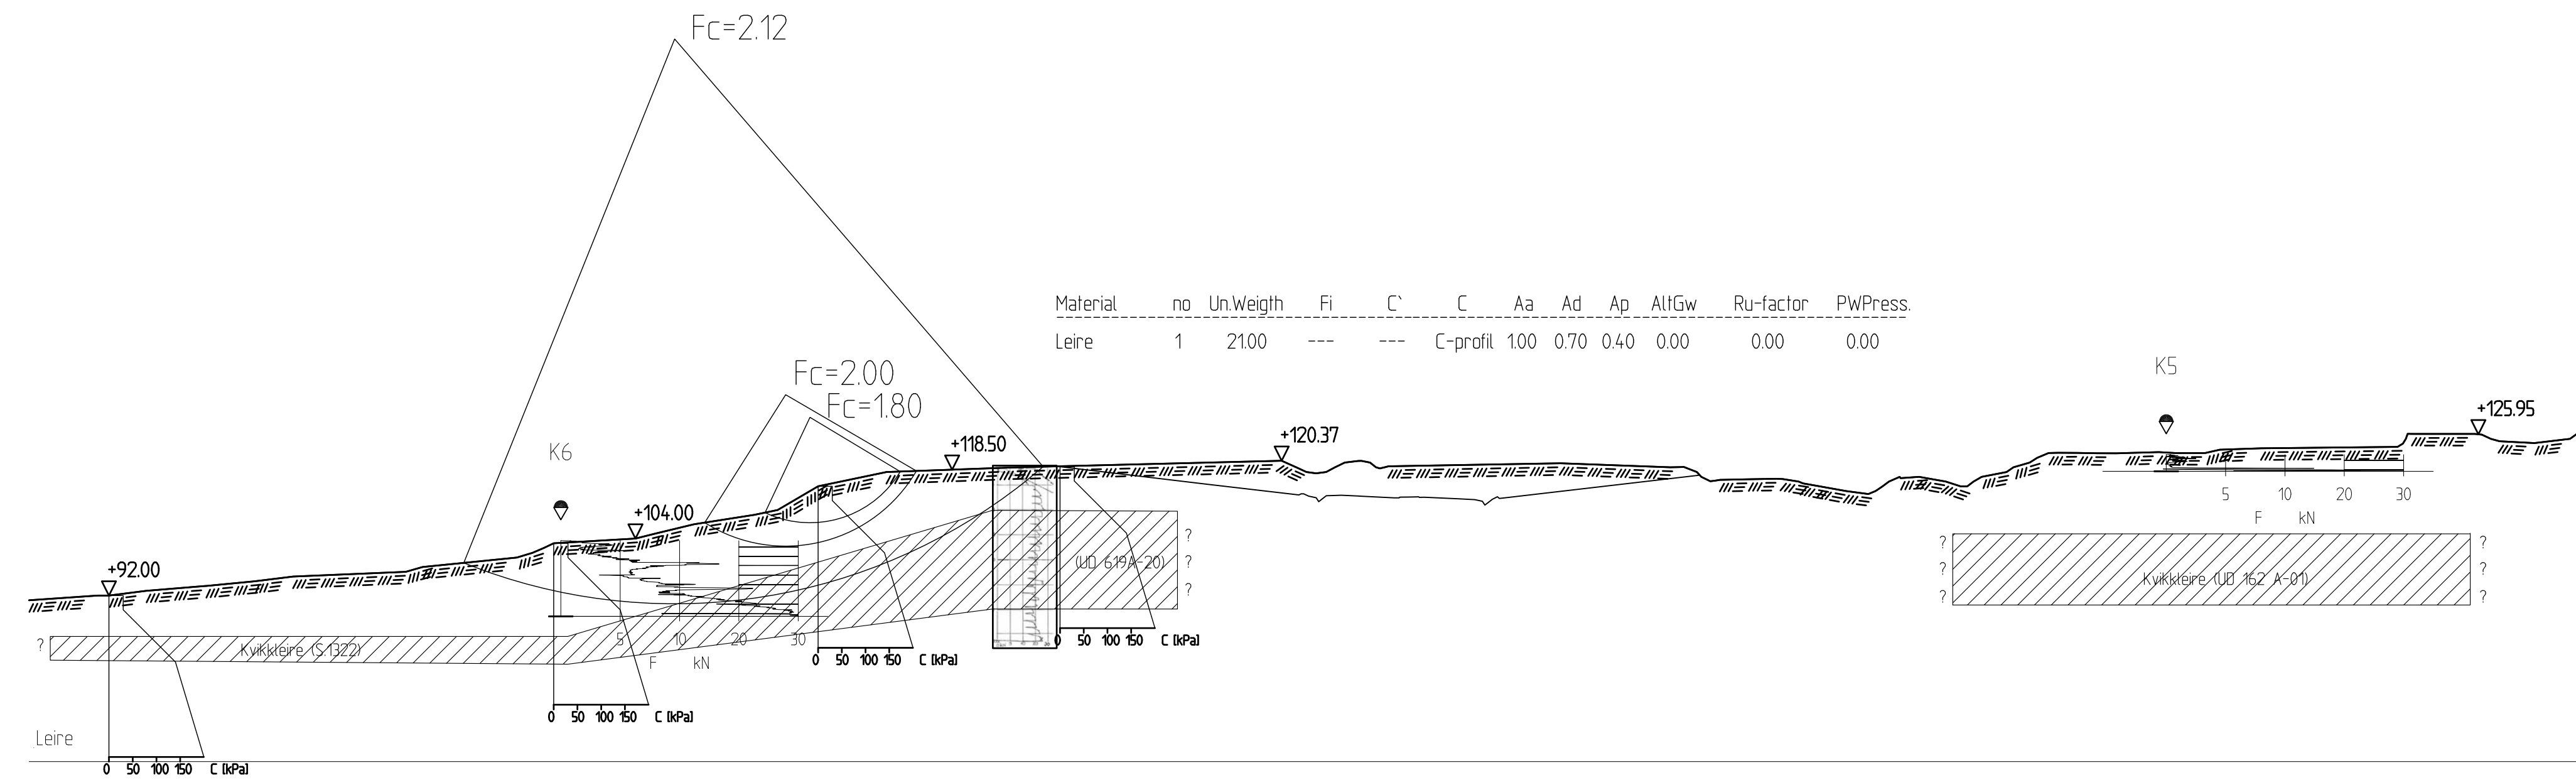 Fc=2.12
Material no Un.Weigth Fi C` C Aa Ad Ap AltGw Ru-factor PWPress.
Leire 1 21.00 --- --- C-profil 1.00 0.70 0.40 0.00 0.00 0.00
Fc=2.00
Fc=1.80
K5
+125.95
+118.50
+120.37
K6
+104.00
5 10 20 30
F kN
+92.00
?
?
?
(UD 619A-20)
?
?
?
?
?
?
Kvikkleire (UD 162 A-01)
?
?
?
?
Kvikkleire (S.1322)
5 10 20 30
F kN
0 50 100 150 C [kPa]
0 50 100 150 C [kPa]
0 50 100 150 C [kPa]
Leire
0 50 100 150 C [kPa]